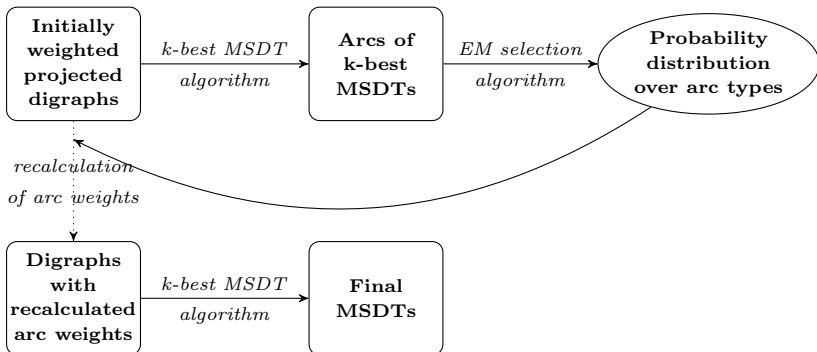 Initially
weighted
projected
digraphs
k-best MSDT
algorithm
Arcs of
k-best
MSDTs
EM selection
algorithm
Probability
distribution
over arc types
recalculation
of arc weights
Digraphs
with
recalculated
arc weights
k-best MSDT
algorithm
Final
MSDTs